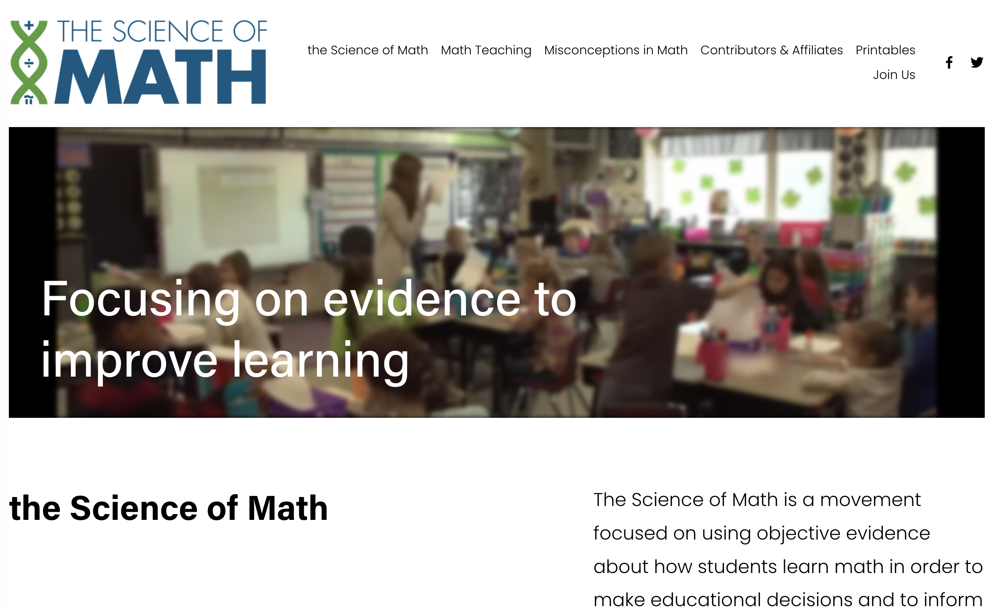 THE SCIENCE OF
MATH
the Science of Math Math Teaching Misconceptions in Math Contributors & Affiliates Printables
Join Us
Focusing on evidence to
improve learning
the Science of Math
The Science of Math is a movement
focused on using objective evidence
about how students learn math in order to
make educational decisions and to inform